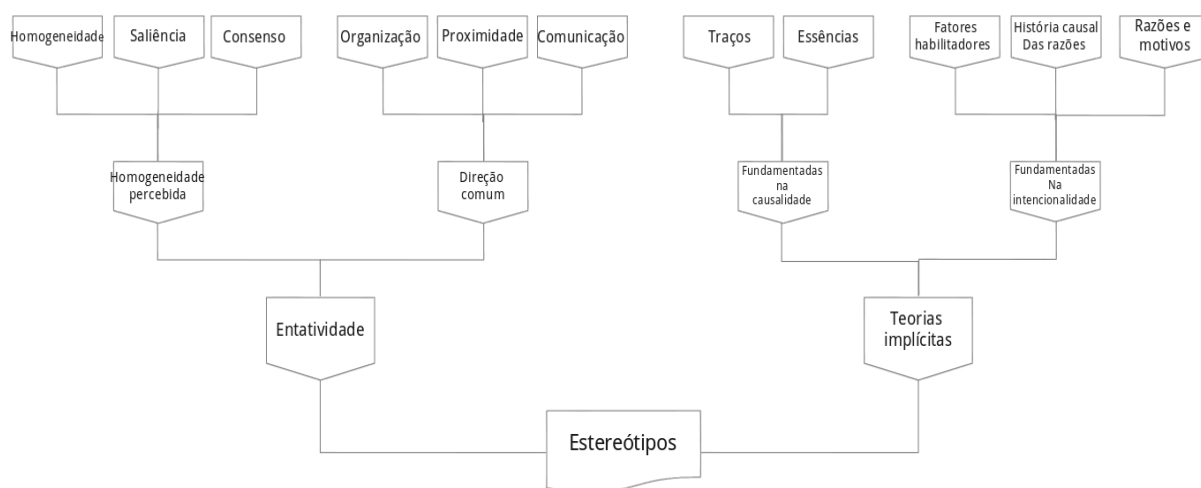 Homogeneidade
Saliência
Consenso
Organização
Proximidade
Comunicação
Traços
Essências
Fatores
habilitadores
História causal
Das razões
Razões e
motivos
Homogeneidade
percebida
Direção
comum
Fundamentadas
na
causalidade
Fundamentadas
Na
intencionalidade
Entatividade
Teorias
implícitas
Estereótipos